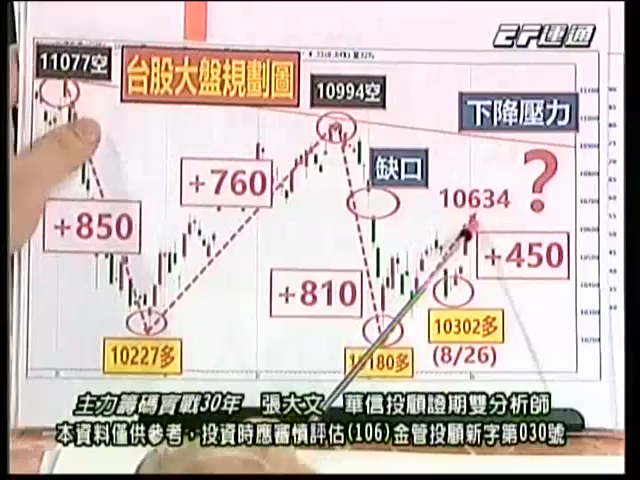 EF運通
11077空
台股大盤規劃圖
10994空
下降壓力
缺口
?
+760
10634
+850
+450
+810
10227多
10180多
10302多
(8/26)
主力籌碼實戰30年 張大文 華信投顧證期雙分析師
本資料僅供參考,投資時應審慎評估(106)金管投顧新字第030號